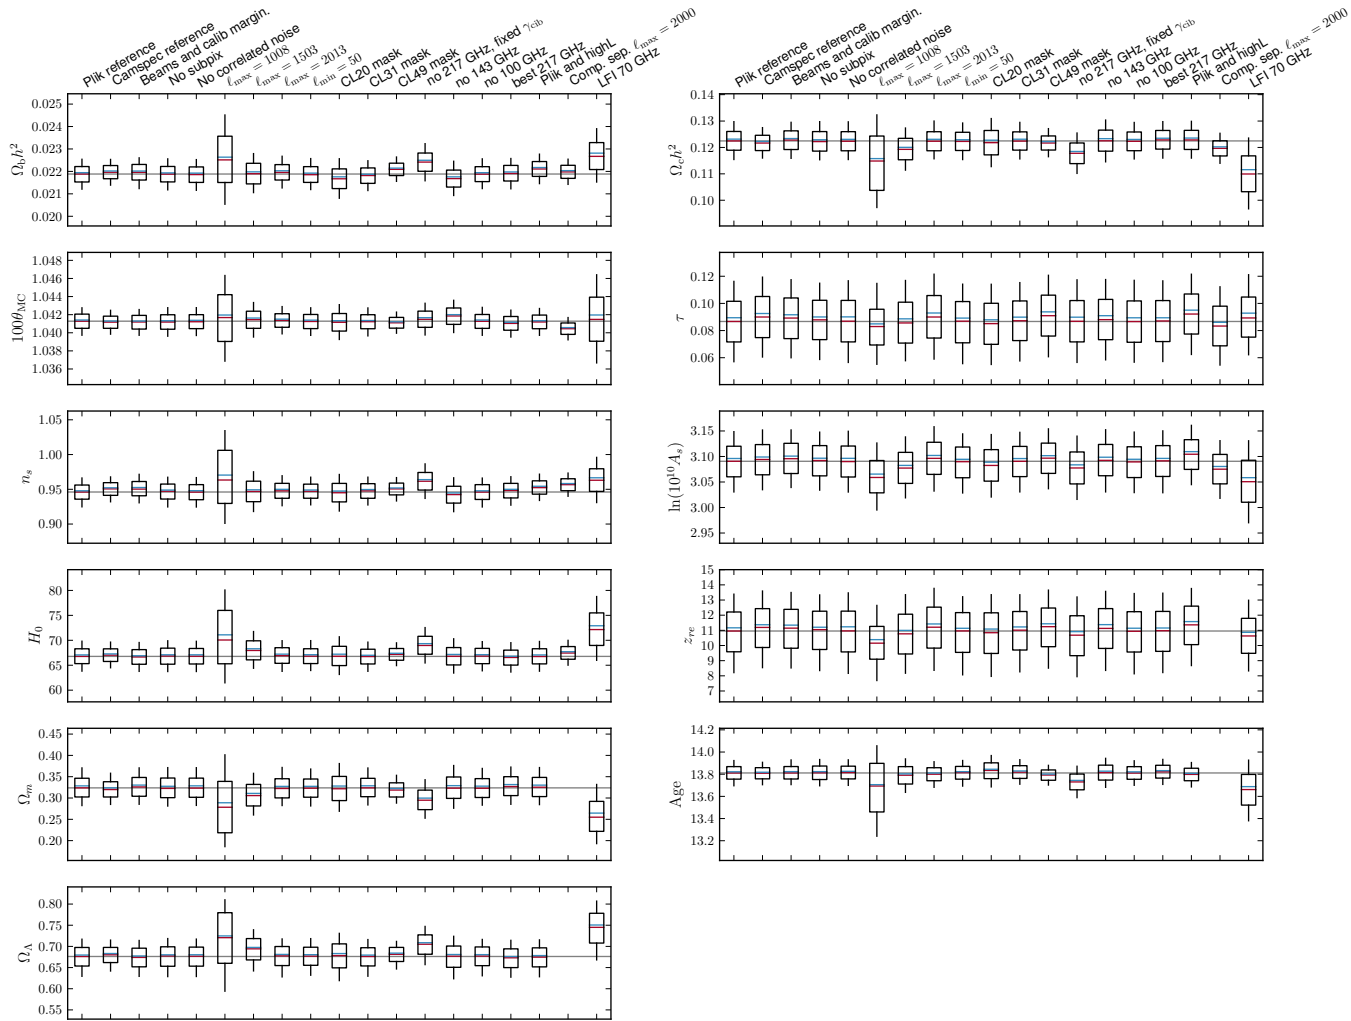 Plik reference
Camspec reference
Beams and calib margin.
No subpix
No correlated noise
ℓmax = 1008
ℓmax = 1503
ℓmax = 2013
ℓmin = 50
CL20 mask
CL31 mask
CL49 mask
no 217 GHz, fixed γcib
no 143 GHz
no 100 GHz
best 217 GHz
Plik and highL
Comp. sep. ℓmax = 2000
LFI 70 GHz
Ωbh²
0.025
0.024
0.023
0.022
0.021
0.020
100θMC
1.048
1.046
1.044
1.042
1.040
1.038
1.036
ns
1.05
1.00
0.95
0.90
H0
80
75
70
65
60
Ωm
0.45
0.40
0.35
0.30
0.25
0.20
ΩΛ
0.80
0.75
0.70
0.65
0.60
0.55
Plik reference
Camspec reference
Beams and calib margin.
No subpix
No correlated noise
ℓmax = 1008
ℓmax = 1503
ℓmax = 2013
ℓmin = 50
CL20 mask
CL31 mask
CL49 mask
no 217 GHz, fixed γcib
no 143 GHz
no 100 GHz
best 217 GHz
Plik and highL
Comp. sep. ℓmax = 2000
LFI 70 GHz
Ωch²
0.14
0.13
0.12
0.11
0.10
τ
0.12
0.10
0.08
0.06
ln(10¹⁰As)
3.15
3.10
3.05
3.00
2.95
zre
15
14
13
12
11
10
9
8
7
Age
14.2
14.0
13.8
13.6
13.4
13.2